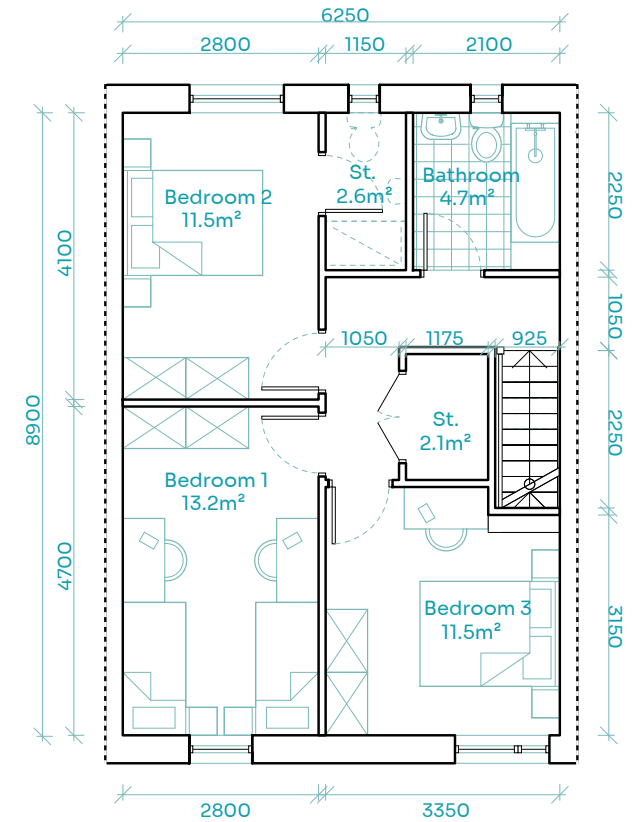 6250
2800 1150 2100
St.
2.6m²
Bathroom
4.7m²
Bedroom 2
11.5m²
2250
4100
1050
1050 1175 925
8900
St.
2.1m²
2250
Bedroom 1
13.2m²
4700
Bedroom 3
11.5m²
3150
2800 3350